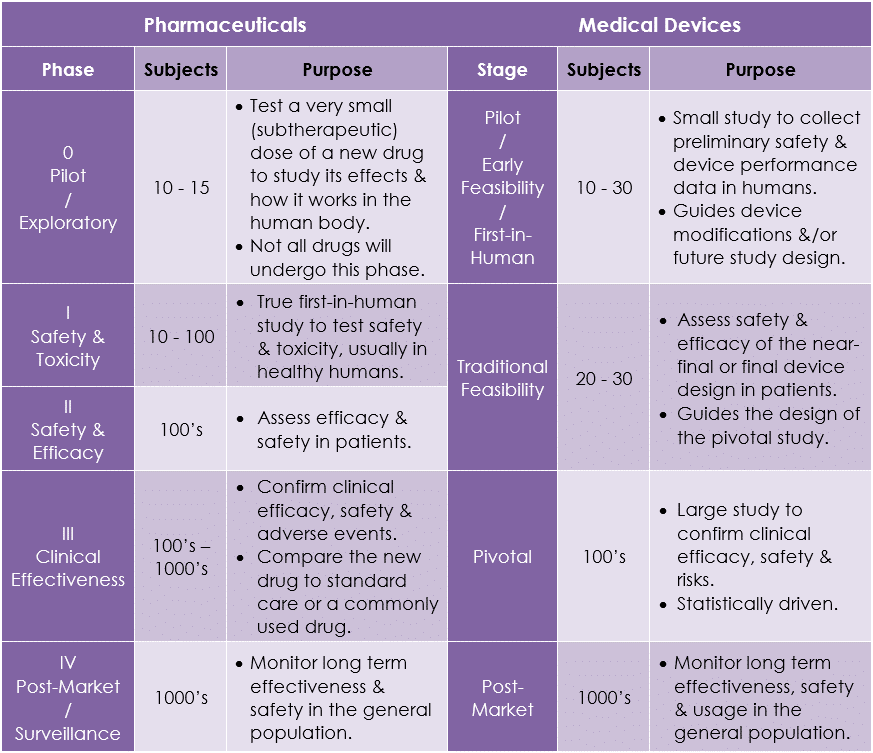 Pharmaceuticals
Medical Devices
Phase
Subjects
Purpose
Stage
Subjects
Purpose
0
Pilot
/
Exploratory
10 - 15
• Test a very small
(subtherapeutic)
dose of a new drug
to study its effects &
how it works in the
human body.
• Not all drugs will
undergo this phase.
Pilot
/
Early
Feasibility
/
First-in-
Human
10 - 30
• Small study to collect
preliminary safety &
device performance
data in humans.
• Guides device
modifications &/or
future study design.
I
Safety &
Toxicity
10 - 100
• True first-in-human
study to test safety
& toxicity, usually in
healthy humans.
Traditional
Feasibility
20 - 30
• Assess safety &
efficacy of the near-
final or final device
design in patients.
• Guides the design of
the pivotal study.
II
Safety &
Efficacy
100’s
• Assess efficacy &
safety in patients.
III
Clinical
Effectiveness
100’s –
1000’s
• Confirm clinical
efficacy, safety &
adverse events.
• Compare the new
drug to standard
care or a commonly
used drug.
Pivotal
100’s
• Large study to
confirm clinical
efficacy, safety &
risks.
• Statistically driven.
IV
Post-Market
/
Surveillance
1000’s
• Monitor long term
effectiveness &
safety in the general
population.
Post-
Market
1000’s
• Monitor long term
effectiveness, safety
& usage in the
general population.